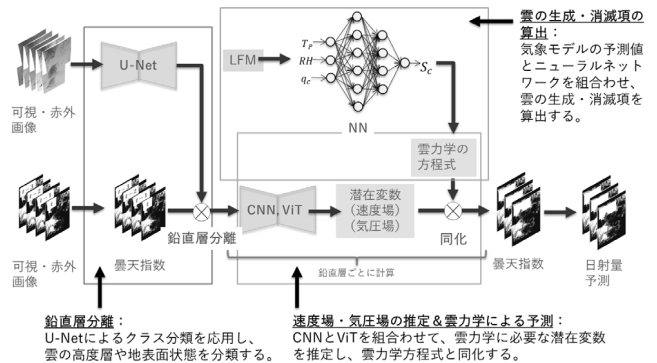 雲の生成・消滅項の
算出：
気象モデルの予測値
とニューラルネット
ワークを組合わせ、
雲の生成・消滅項を
算出する。
U-Net
可視・赤外
画像
LFM
T_P
RH
q_c
S_c
NN
雲力学の
方程式
可視・赤外
画像
曇天指数
鉛直層分離
CNN, ViT
潜在変数
（速度場）
（気圧場）
同化
曇天指数
日射量
予測
鉛直層ごとに計算
鉛直層分離：
U-Netによるクラス分類を応用し、
雲の高度層や地表面状態を分類する。
速度場・気圧場の推定＆雲力学による予測：
CNNとViTを組合わせて、雲力学に必要な潜在変数
を推定し、雲力学方程式と同化する。